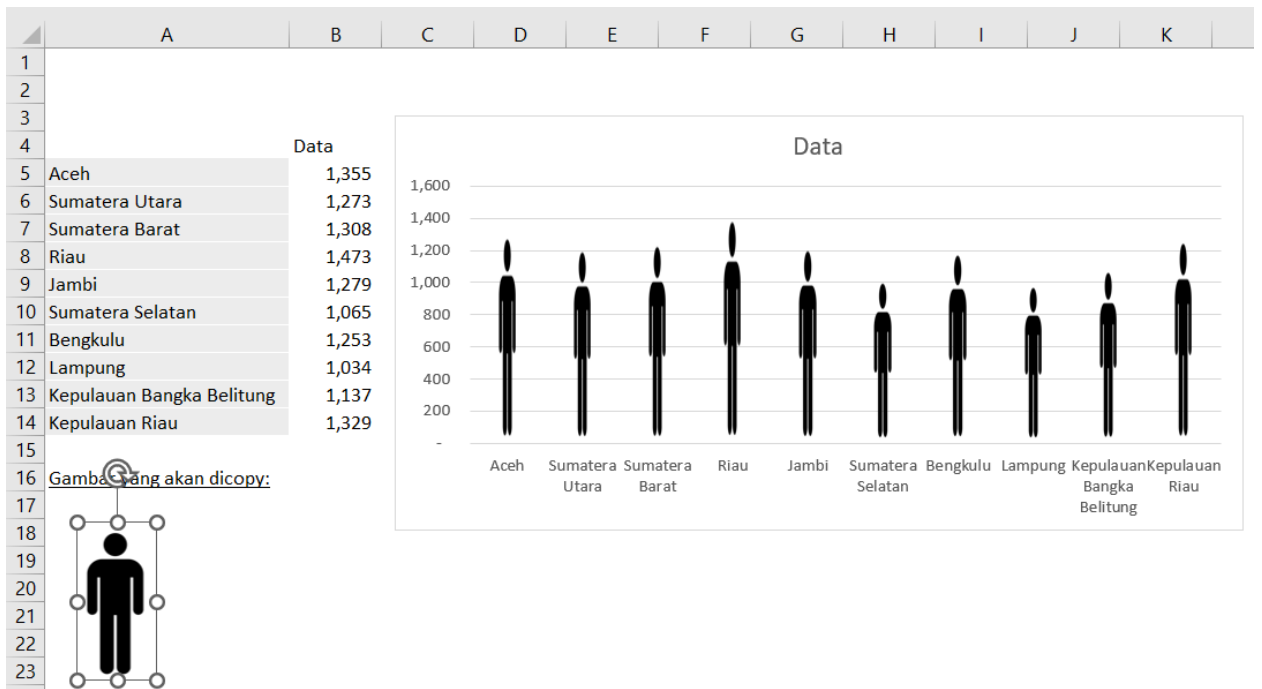 A B C D E F G H I J K
1
2
3
4 Data
5 Aceh 1,355
6 Sumatera Utara 1,273
7 Sumatera Barat 1,308
8 Riau 1,473
9 Jambi 1,279
10 Sumatera Selatan 1,065
11 Bengkulu 1,253
12 Lampung 1,034
13 Kepulauan Bangka Belitung 1,137
14 Kepulauan Riau 1,329
15
16 Gambar yang akan dicopy:
17
18
19
20
21
22
23
Data
1,600
1,400
1,200
1,000
800
600
400
200
-
Aceh Sumatera Sumatera Riau Jambi Sumatera Bengkulu Lampung Kepulauan Kepulauan
Utara Barat Selatan Bangka Riau
Belitung